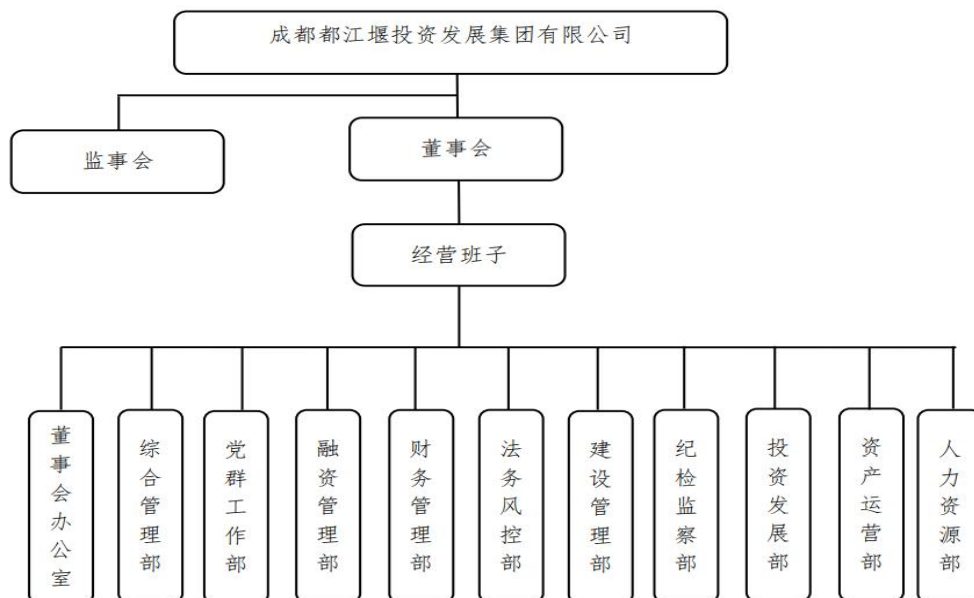 成都都江堰投资发展集团有限公司
监事会
董事会
经营班子
董事会办公室
综合管理部
党群工作部
融资管理部
财务管理部
法务风控部
建设管理部
纪检监察部
投资发展部
资产运营部
人力资源部